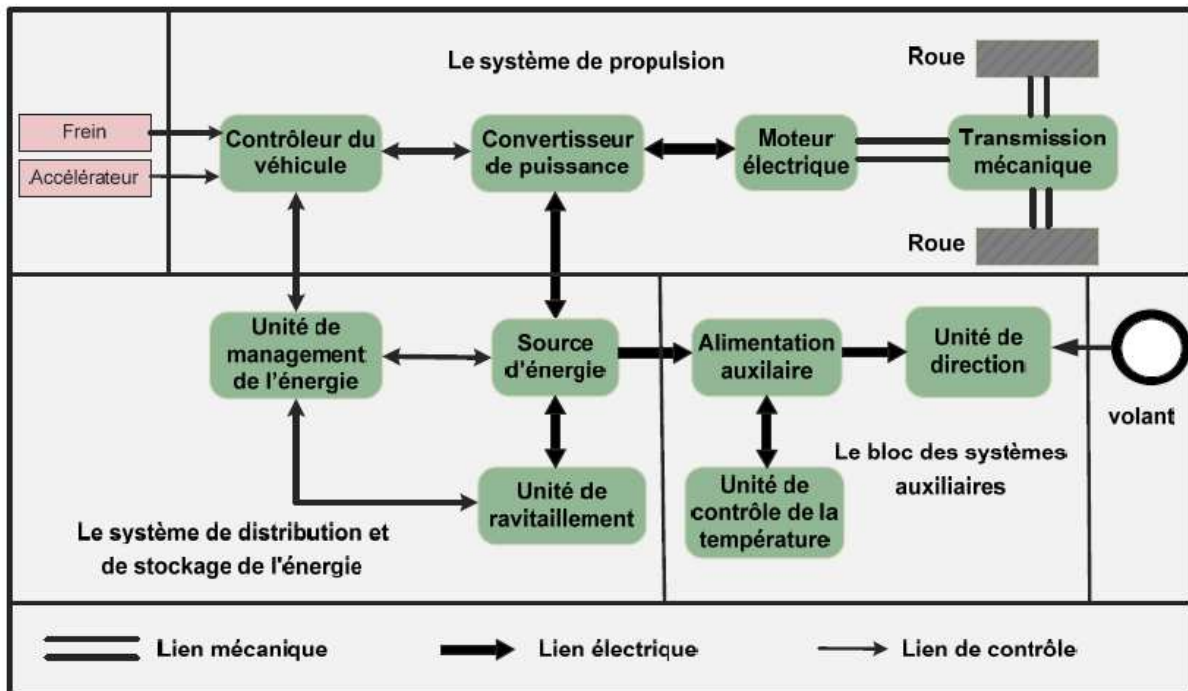 Le système de propulsion
Roue
Frein
Accélérateur
Contrôleur du
véhicule
Convertisseur
de puissance
Moteur
électrique
Transmission
mécanique
Roue
Unité de
management
de l'énergie
Source
d'énergie
Alimentation
auxilaire
Unité de
direction
volant
Le bloc des systèmes
auxiliaires
Unité de
ravitaillement
Unité de
contrôle de la
température
Le système de distribution et
de stockage de l'énergie
Lien mécanique
Lien électrique
Lien de contrôle